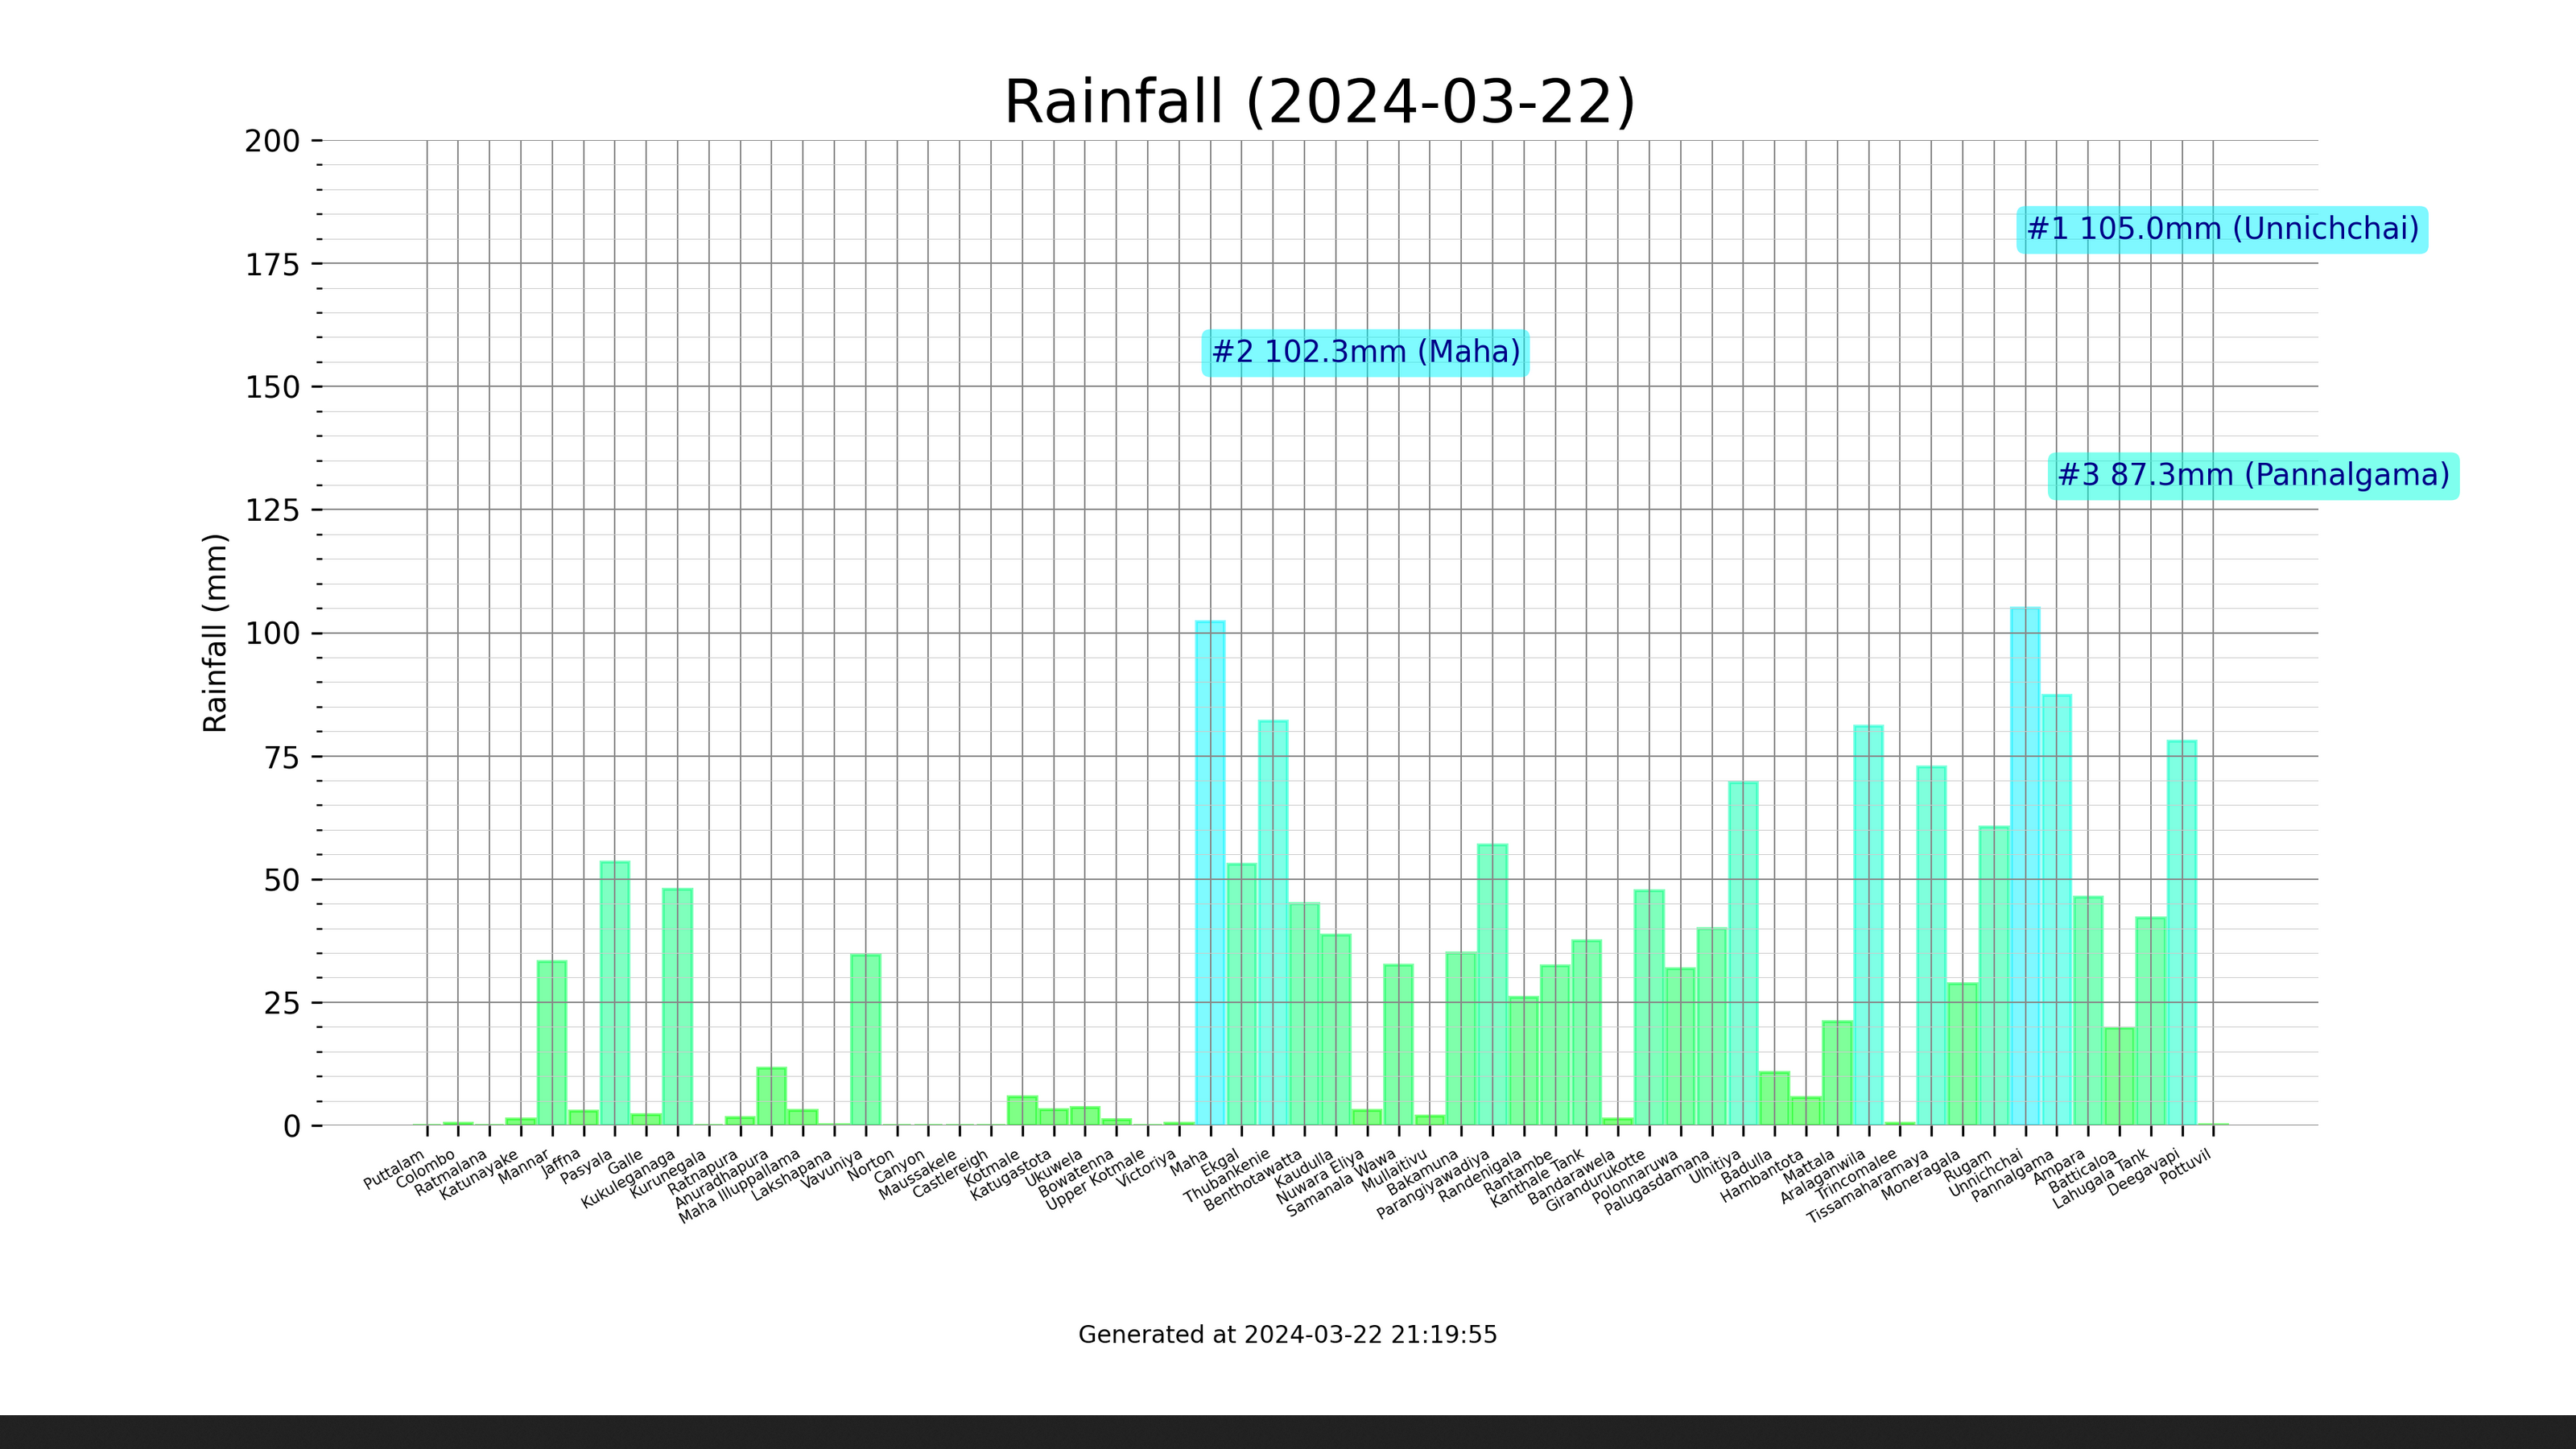 Rainfall (2024-03-22)
200
175
150
125
100
75
50
25
0
Rainfall (mm)
#1 105.0mm (Unnichchai)
#2 102.3mm (Maha)
#3 87.3mm (Pannalgama)
Puttalam
Colombo
Ratmalana
Katunayake
Mannar
Jaffna
Pasyala
Galle
Kukuleganaga
Kurunegala
Ratnapura
Anuradhapura
Maha Illuppallama
Lakshapana
Vavuniya
Norton
Canyon
Maussakele
Castlereigh
Kotmale
Katugastota
Ukuwela
Bowatenna
Upper Kotmale
Victoriya
Maha
Ekgal
Thubankenie
Benthotawatta
Kaudulla
Nuwara Eliya
Samanala Wawa
Mullaitivu
Bakamuna
Parangiyawadiya
Randenigala
Rantambe
Kanthale Tank
Bandarawela
Girandurukotte
Polonnaruwa
Palugasdamana
Ulhitiya
Badulla
Hambantota
Mattala
Aralaganwila
Trincomalee
Tissamaharamaya
Moneragala
Rugam
Unnichchai
Pannalgama
Ampara
Batticaloa
Lahugala Tank
Deegavapi
Pottuvil
Generated at 2024-03-22 21:19:55